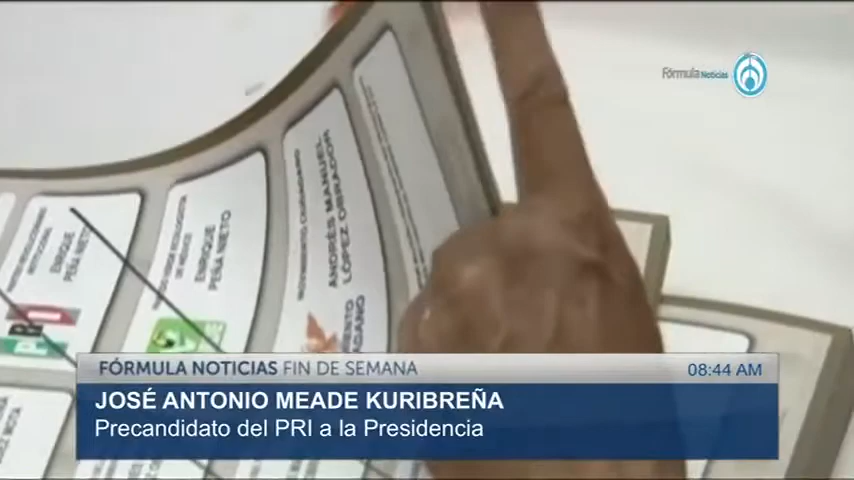 Fórmula Noticias
ENRIQUE
PEÑA NIETO
PRI
ENRIQUE
PEÑA NIETO
MOVIMIENTO CIUDADANO
ANDRÉS MANUEL
LÓPEZ OBRADOR
FÓRMULA NOTICIAS FIN DE SEMANA
08:44 AM
JOSÉ ANTONIO MEADE KURIBREÑA
Precandidato del PRI a la Presidencia